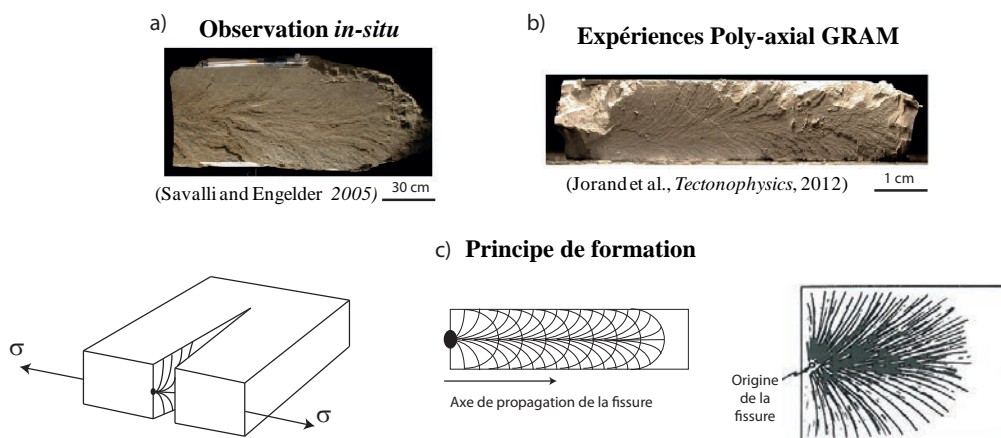 a)
Observation in-situ
b)
Expériences Poly-axial GRAM
(Savalli and Engelder 2005)
30 cm
(Jorand et al., Tectonophysics, 2012)
1 cm
c) Principe de formation
σ
σ
Axe de propagation de la fissure
Origine
de la
fissure